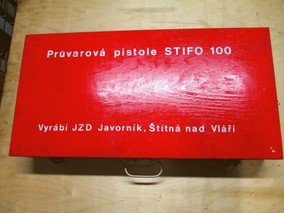 Průvarová pistole STIFO 100
Vyrábí JZD Javorník, Štítná nad Vláří